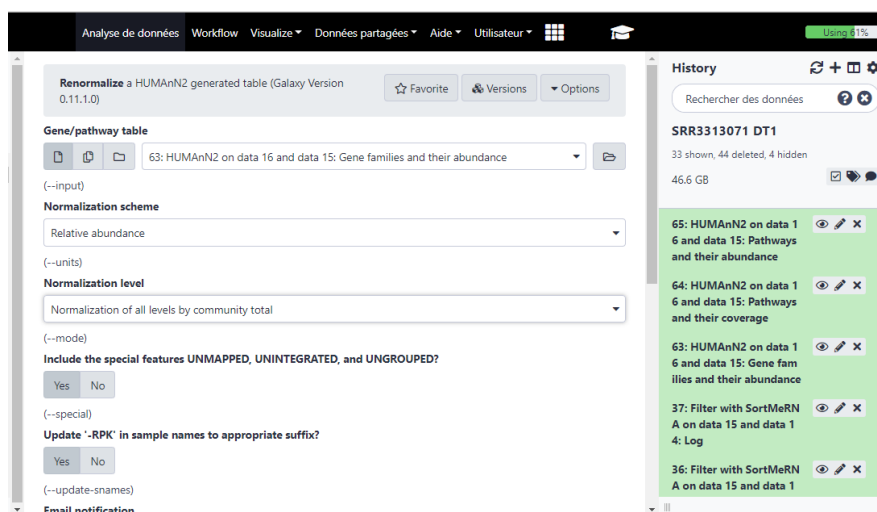 Analyse de données Workflow Visualize Données partagées Aide Utilisateur Using 61%
Renormalize a HUMAnN2 generated table (Galaxy Version
0.11.1.0)
Favorite
Versions
Options
Gene/pathway table
63: HUMAnN2 on data 16 and data 15: Gene families and their abundance
(--input)
Normalization scheme
Relative abundance
(--units)
Normalization level
Normalization of all levels by community total
(--mode)
Include the special features UNMAPPED, UNINTEGRATED, and UNGROUPED?
Yes No
(--special)
Update '-RPK' in sample names to appropriate suffix?
Yes No
(--update-snames)
Email notification
History
Rechercher des données
SRR3313071 DT1
33 shown, 44 deleted, 4 hidden
46.6 GB
65: HUMAnN2 on data 1
6 and data 15: Pathways
and their abundance
64: HUMAnN2 on data 1
6 and data 15: Pathways
and their coverage
63: HUMAnN2 on data 1
6 and data 15: Gene fam
ilies and their abundance
37: Filter with SortMeRN
A on data 15 and data 1
4: Log
36: Filter with SortMeRN
A on data 15 and data 1